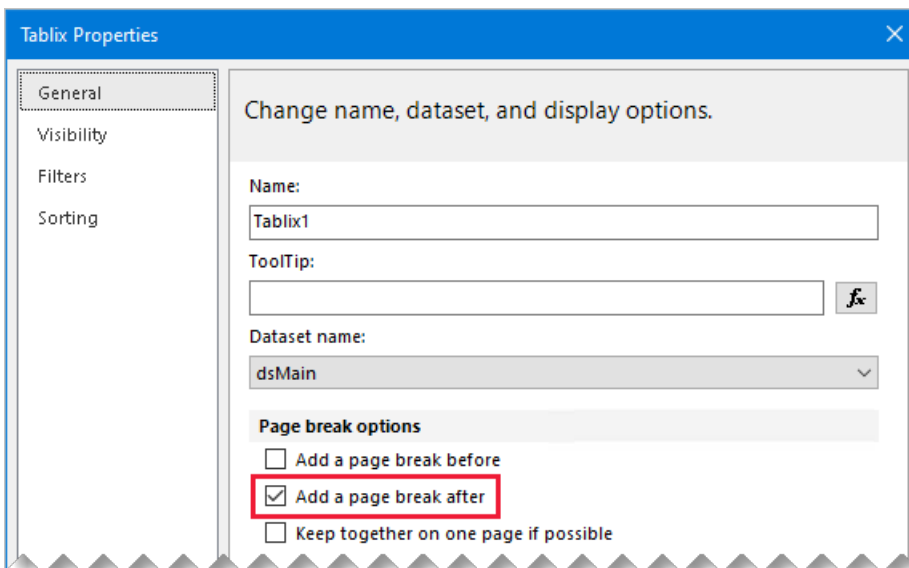 Tablix Properties
General
Visibility
Filters
Sorting
Change name, dataset, and display options.
Name:
Tablix1
ToolTip:
fx
Dataset name:
dsMain
Page break options
Add a page break before
Add a page break after
Keep together on one page if possible